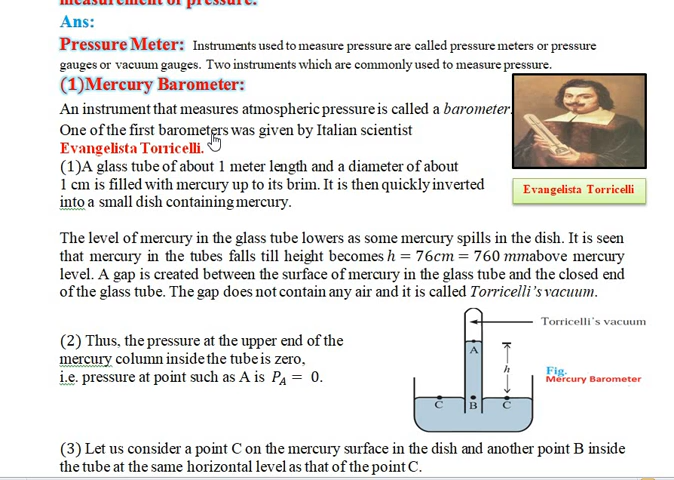 measurement of pressure.
Ans:
Pressure Meter: Instruments used to measure pressure are called pressure meters or pressure
gauges or vacuum gauges. Two instruments which are commonly used to measure pressure.
(1)Mercury Barometer:
An instrument that measures atmospheric pressure is called a barometer.
One of the first barometers was given by Italian scientist
Evangelista Torricelli.
(1)A glass tube of about 1 meter length and a diameter of about
1 cm is filled with mercury up to its brim. It is then quickly inverted
into a small dish containing mercury.
Evangelista Torricelli
The level of mercury in the glass tube lowers as some mercury spills in the dish. It is seen
that mercury in the tubes falls till height becomes h = 76cm = 760 mmabove mercury
level. A gap is created between the surface of mercury in the glass tube and the closed end
of the glass tube. The gap does not contain any air and it is called Torricelli's vacuum.
(2) Thus, the pressure at the upper end of the
mercury column inside the tube is zero,
i.e. pressure at point such as A is P_A = 0.
Torricelli's vacuum
A
h
C B C
Fig.
Mercury Barometer
(3) Let us consider a point C on the mercury surface in the dish and another point B inside
the tube at the same horizontal level as that of the point C.